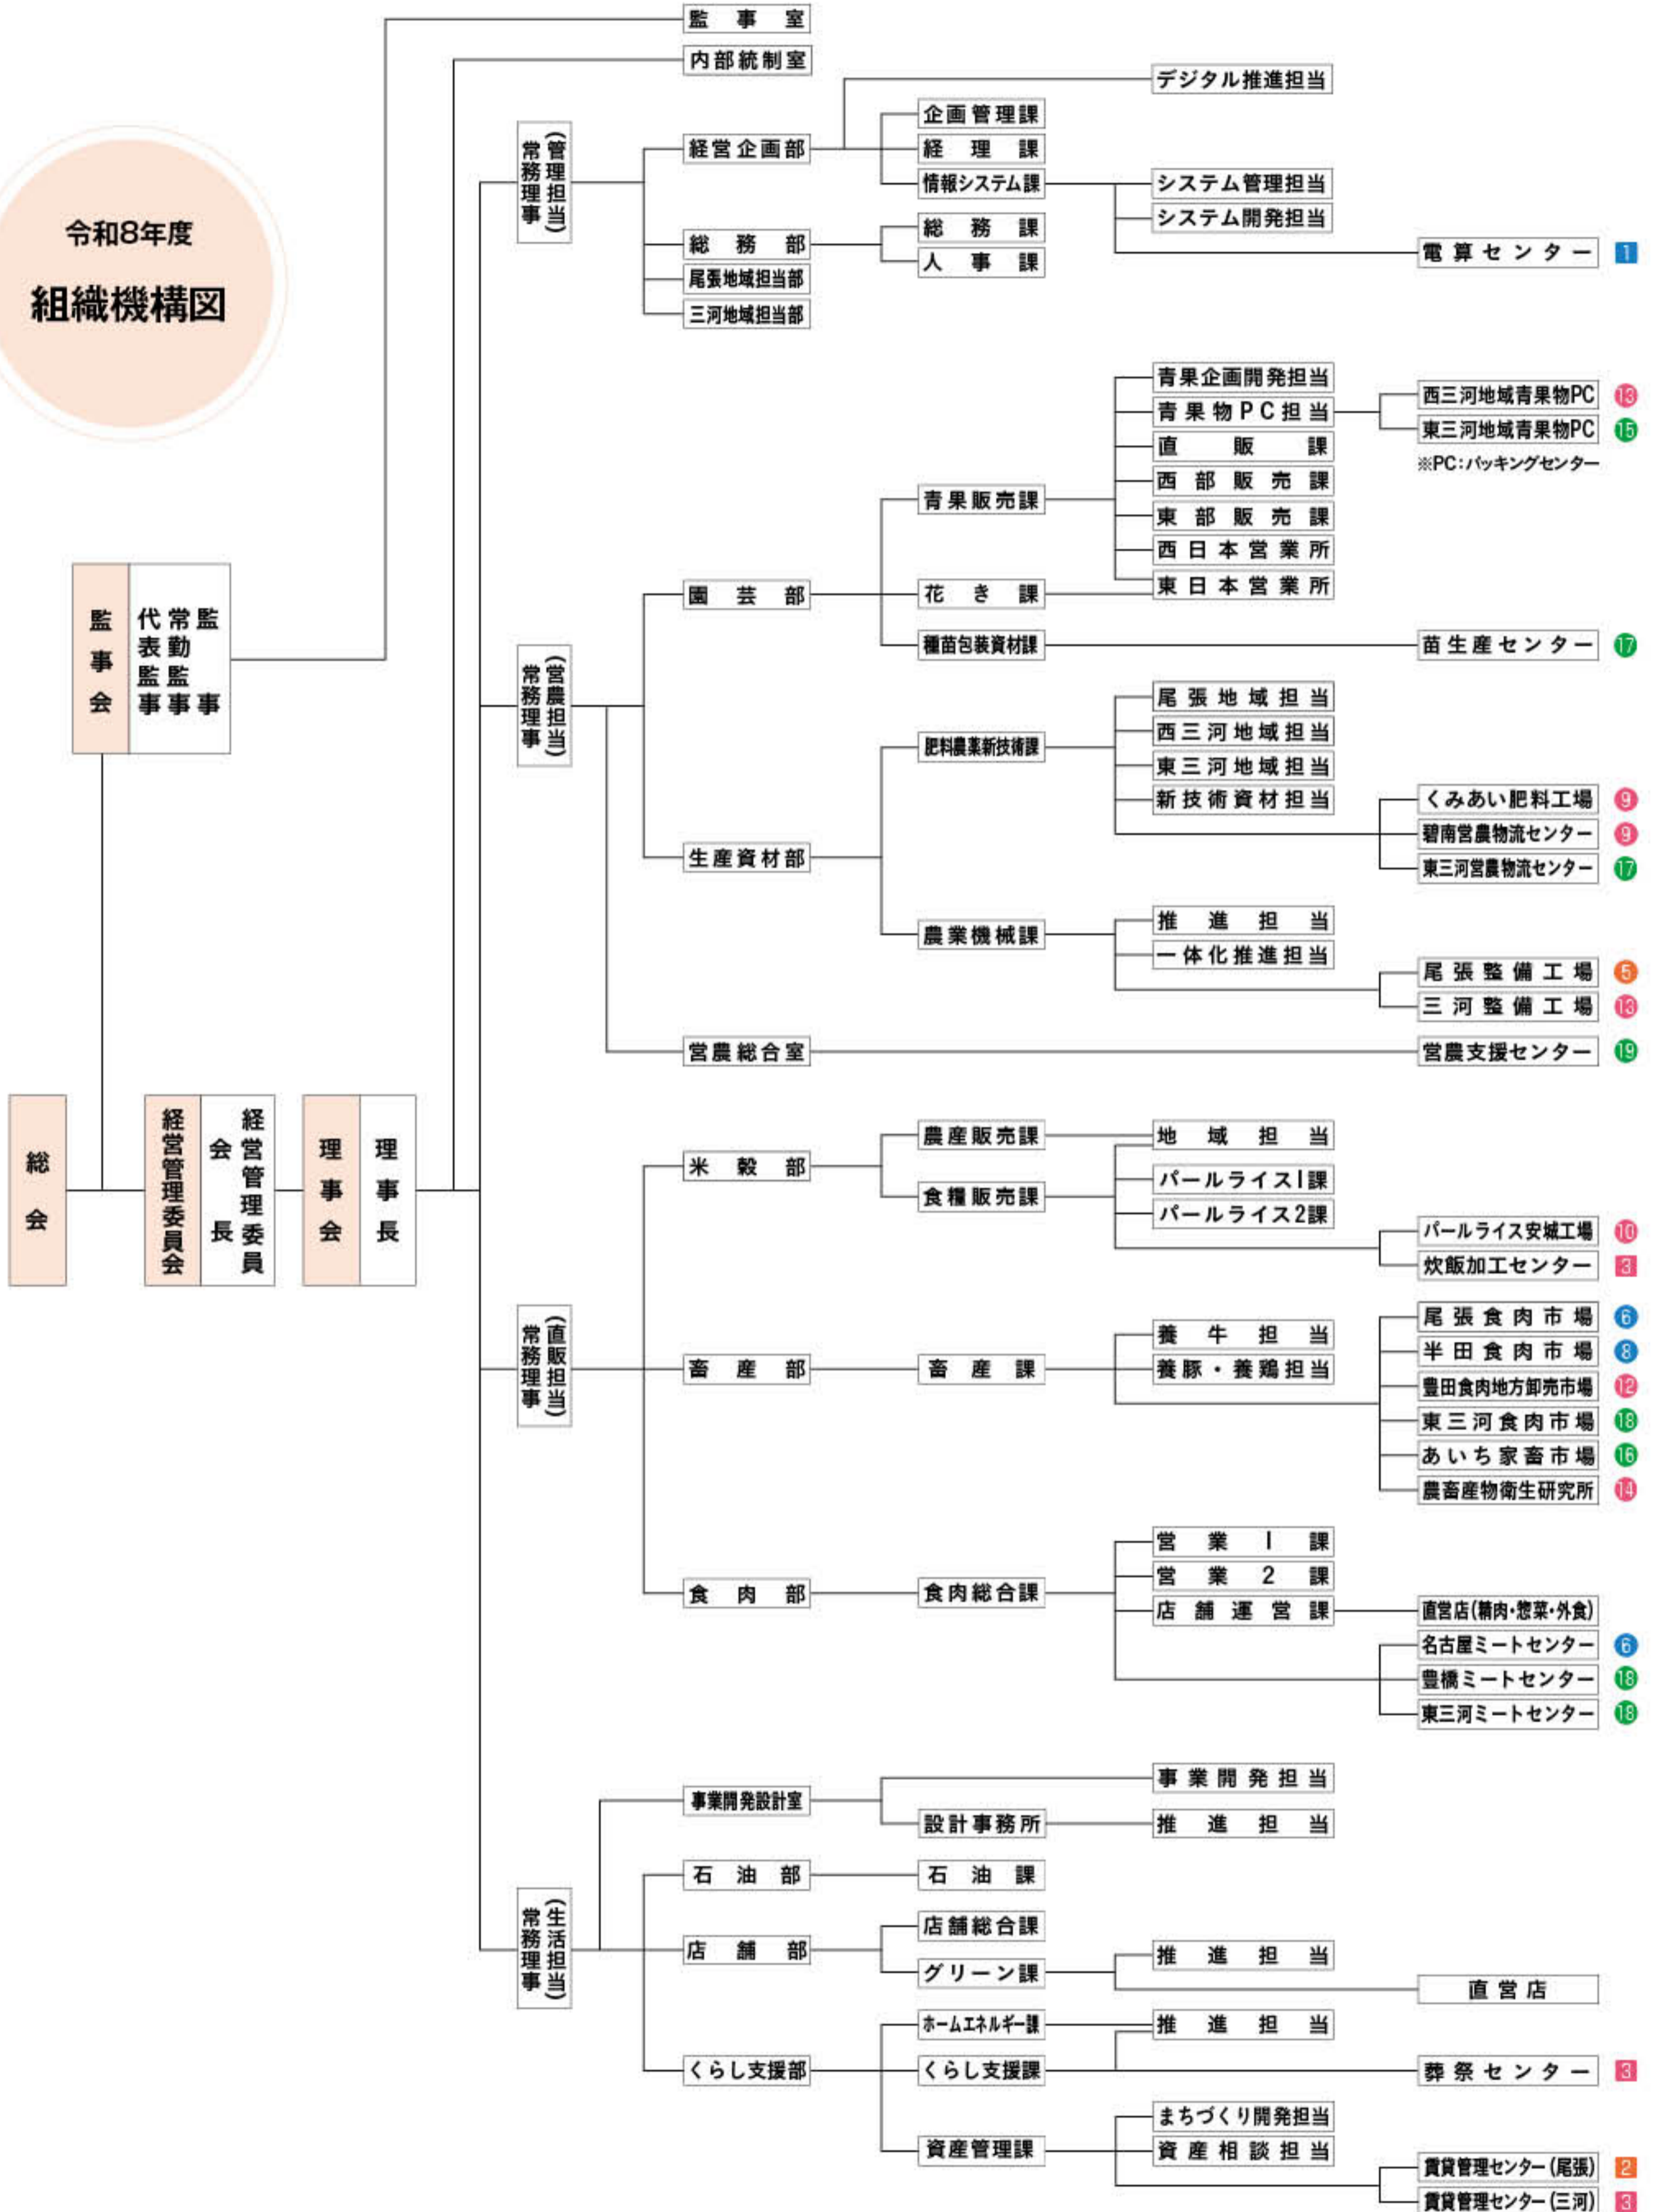 令和8年度
組織機構図
監事室
内部統制室
デジタル推進担当
常務理事
(管理担当)
経営企画部
企画管理課
経理課
情報システム課
システム管理担当
システム開発担当
総務部
総務課
人事課
電算センター 1
尾張地域担当部
三河地域担当部
青果企画開発担当
青果物PC担当
西三河地域青果物PC 13
東三河地域青果物PC 15
※PC:パッキングセンター
直販課
西部販売課
青果販売課
東部販売課
西日本営業所
東日本営業所
園芸部
花き課
種苗包装資材課
苗生産センター 17
監事会
代表監事
常勤監事
監事
常務理事
(営農担当)
尾張地域担当
西三河地域担当
肥料農薬新技術課
東三河地域担当
新技術資材担当
くみあい肥料工場 9
碧南営農物流センター 9
東三河営農物流センター 17
生産資材部
農業機械課
推進担当
一体化推進担当
尾張整備工場 5
三河整備工場 13
営農総合室
営農支援センター 19
総会
経営管理委員会
会長
経営管理委員
理事会
理事長
米穀部
農産販売課
地域担当
食糧販売課
パールライス1課
パールライス2課
パールライス安城工場 10
炊飯加工センター 3
常務理事
(直販担当)
畜産部
畜産課
養牛担当
養豚・養鶏担当
尾張食肉市場 6
半田食肉市場 8
豊田食肉地方卸売市場 12
東三河食肉市場 18
あいち家畜市場 16
農畜産物衛生研究所 14
食肉部
食肉総合課
営業1課
営業2課
店舗運営課
直営店(精肉・惣菜・外食)
名古屋ミートセンター 6
豊橋ミートセンター 18
東三河ミートセンター 18
常務理事
(生活担当)
事業開発設計室
事業開発担当
設計事務所
推進担当
石油部
石油課
店舗部
店舗総合課
グリーン課
推進担当
直営店
くらし支援部
ホームエネルギー課
推進担当
くらし支援課
葬祭センター 3
資産管理課
まちづくり開発担当
資産相談担当
賃貸管理センター(尾張) 2
賃貸管理センター(三河) 3